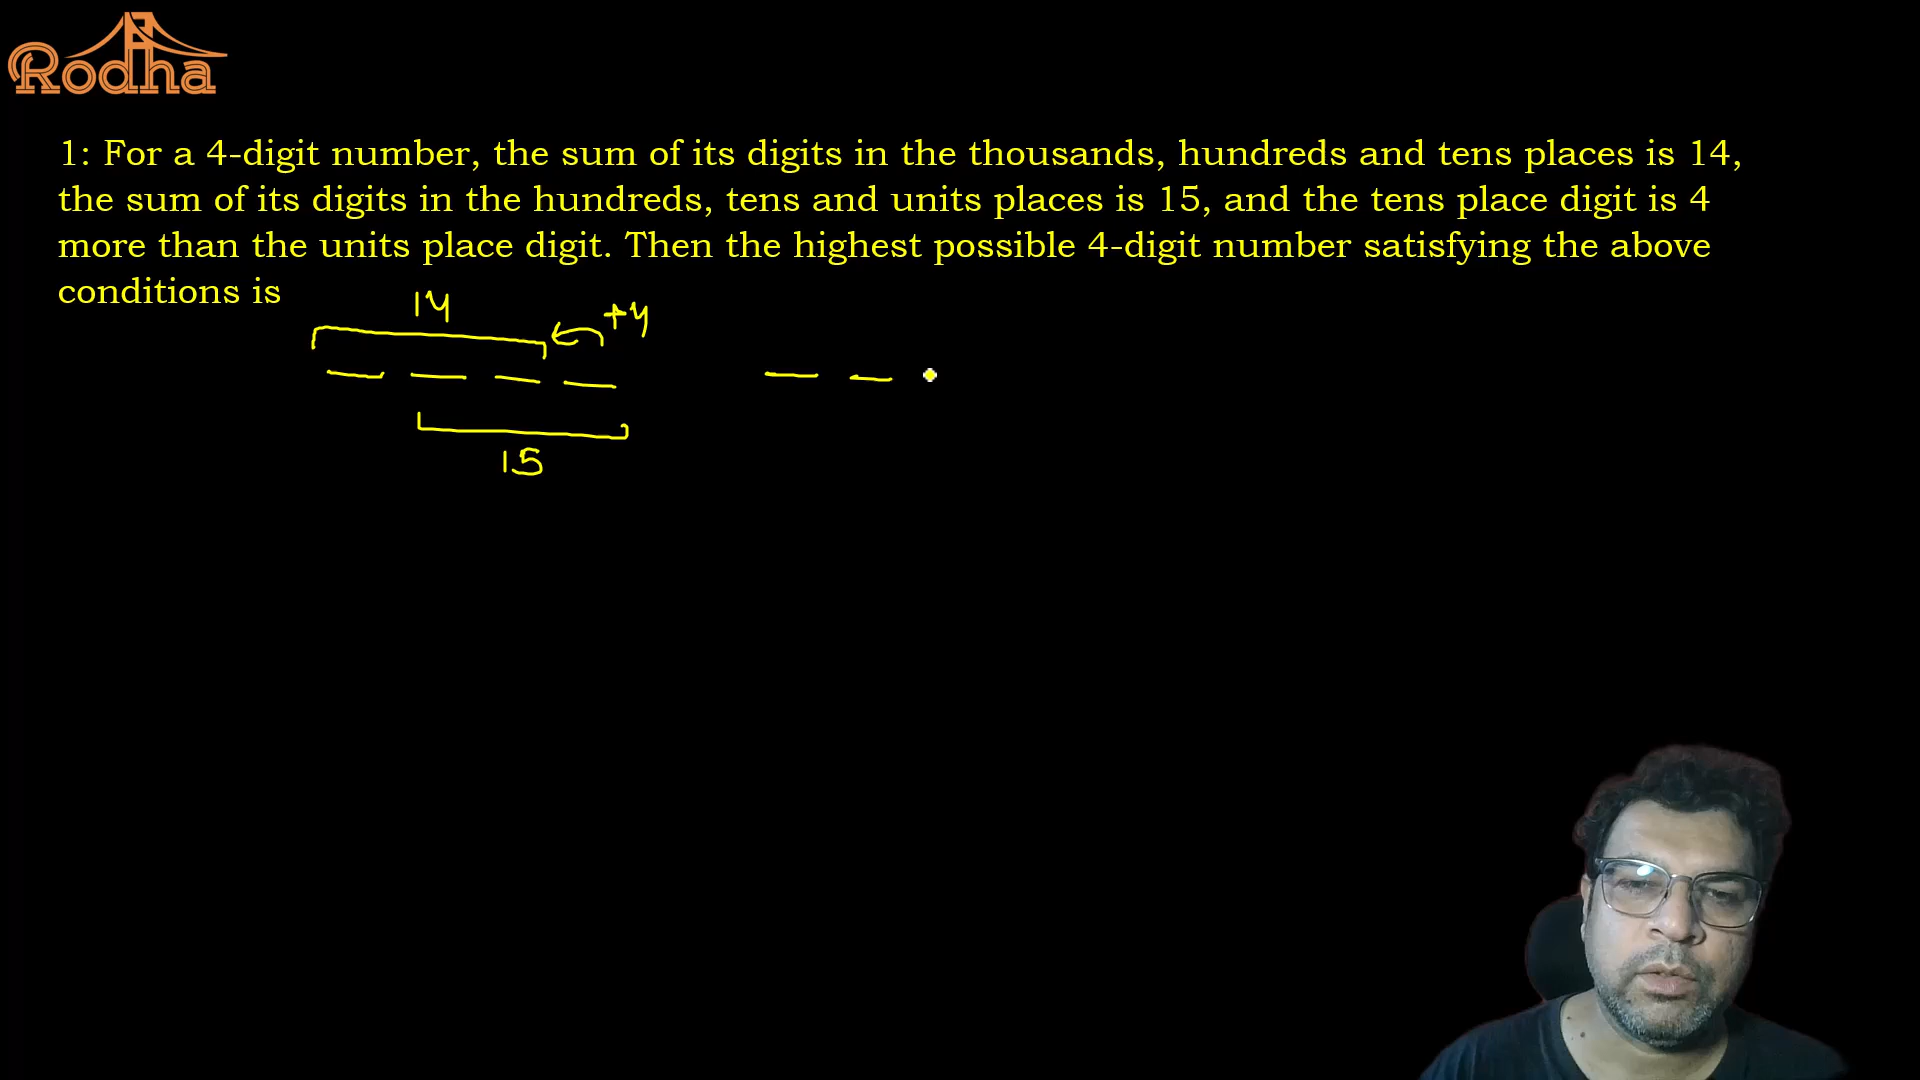 Rodha
1: For a 4-digit number, the sum of its digits in the thousands, hundreds and tens places is 14,
the sum of its digits in the hundreds, tens and units places is 15, and the tens place digit is 4
more than the units place digit. Then the highest possible 4-digit number satisfying the above
conditions is
14
+4
15